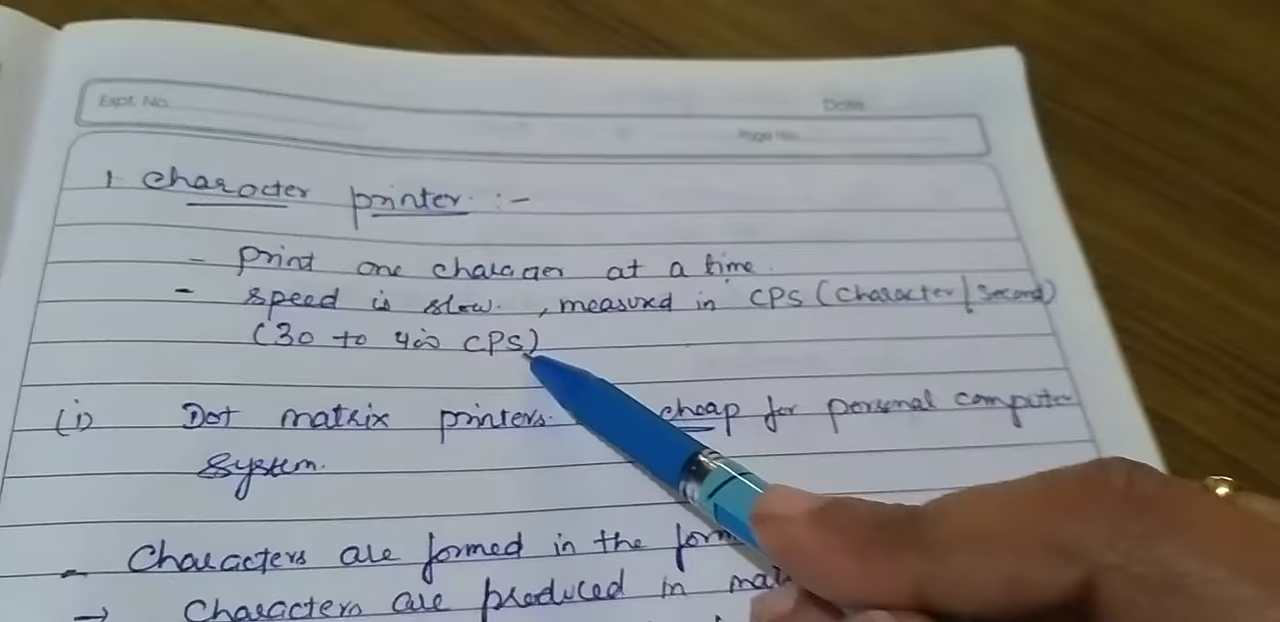 Expt. No.
Date
Page No.
1. Character printer :-
- Print one character at a time.
- speed is slow. , measured in CPS (Character/Second)
(30 to 400 CPS)
(i) Dot matrix printers. cheap for personal computer
system.
- Characters are formed in the form
→ Characters are produced in